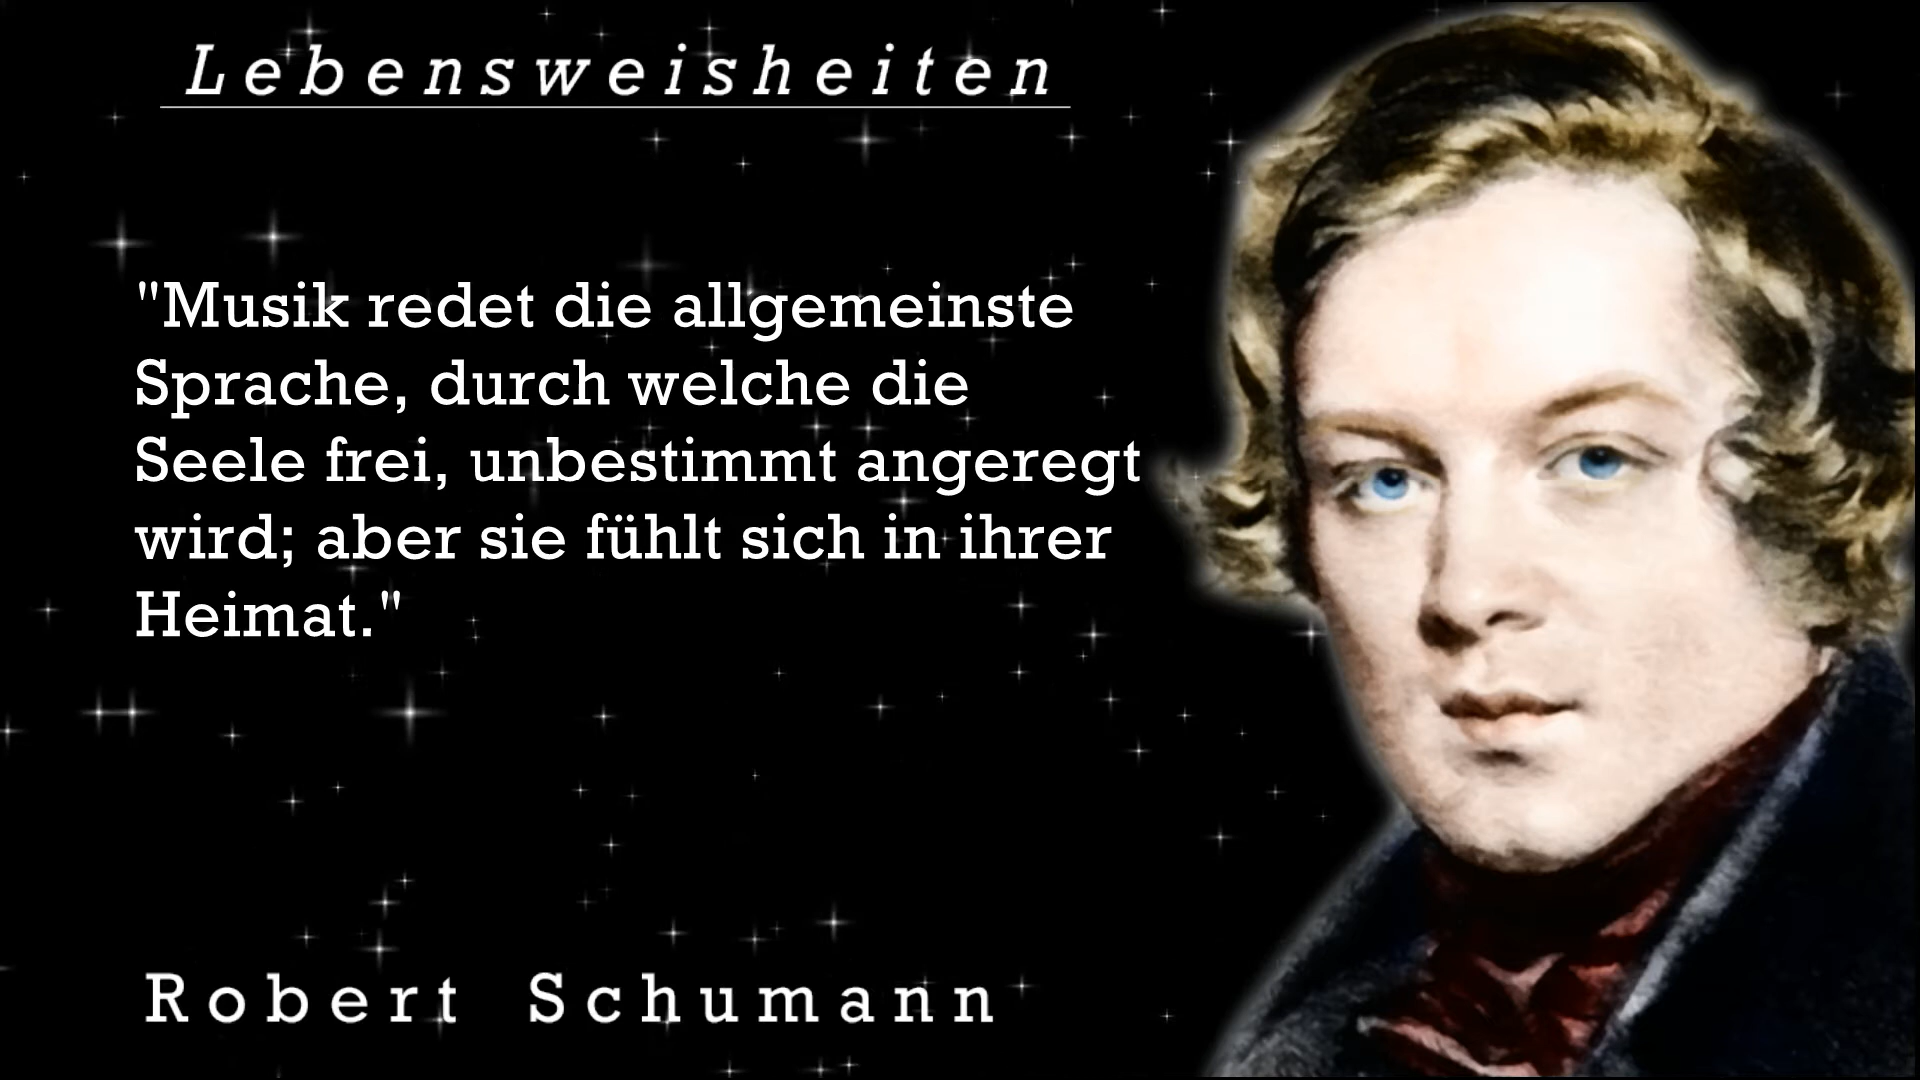 Lebensweisheiten
"Musik redet die allgemeinste
Sprache, durch welche die
Seele frei, unbestimmt angeregt
wird; aber sie fühlt sich in ihrer
Heimat."
Robert Schumann